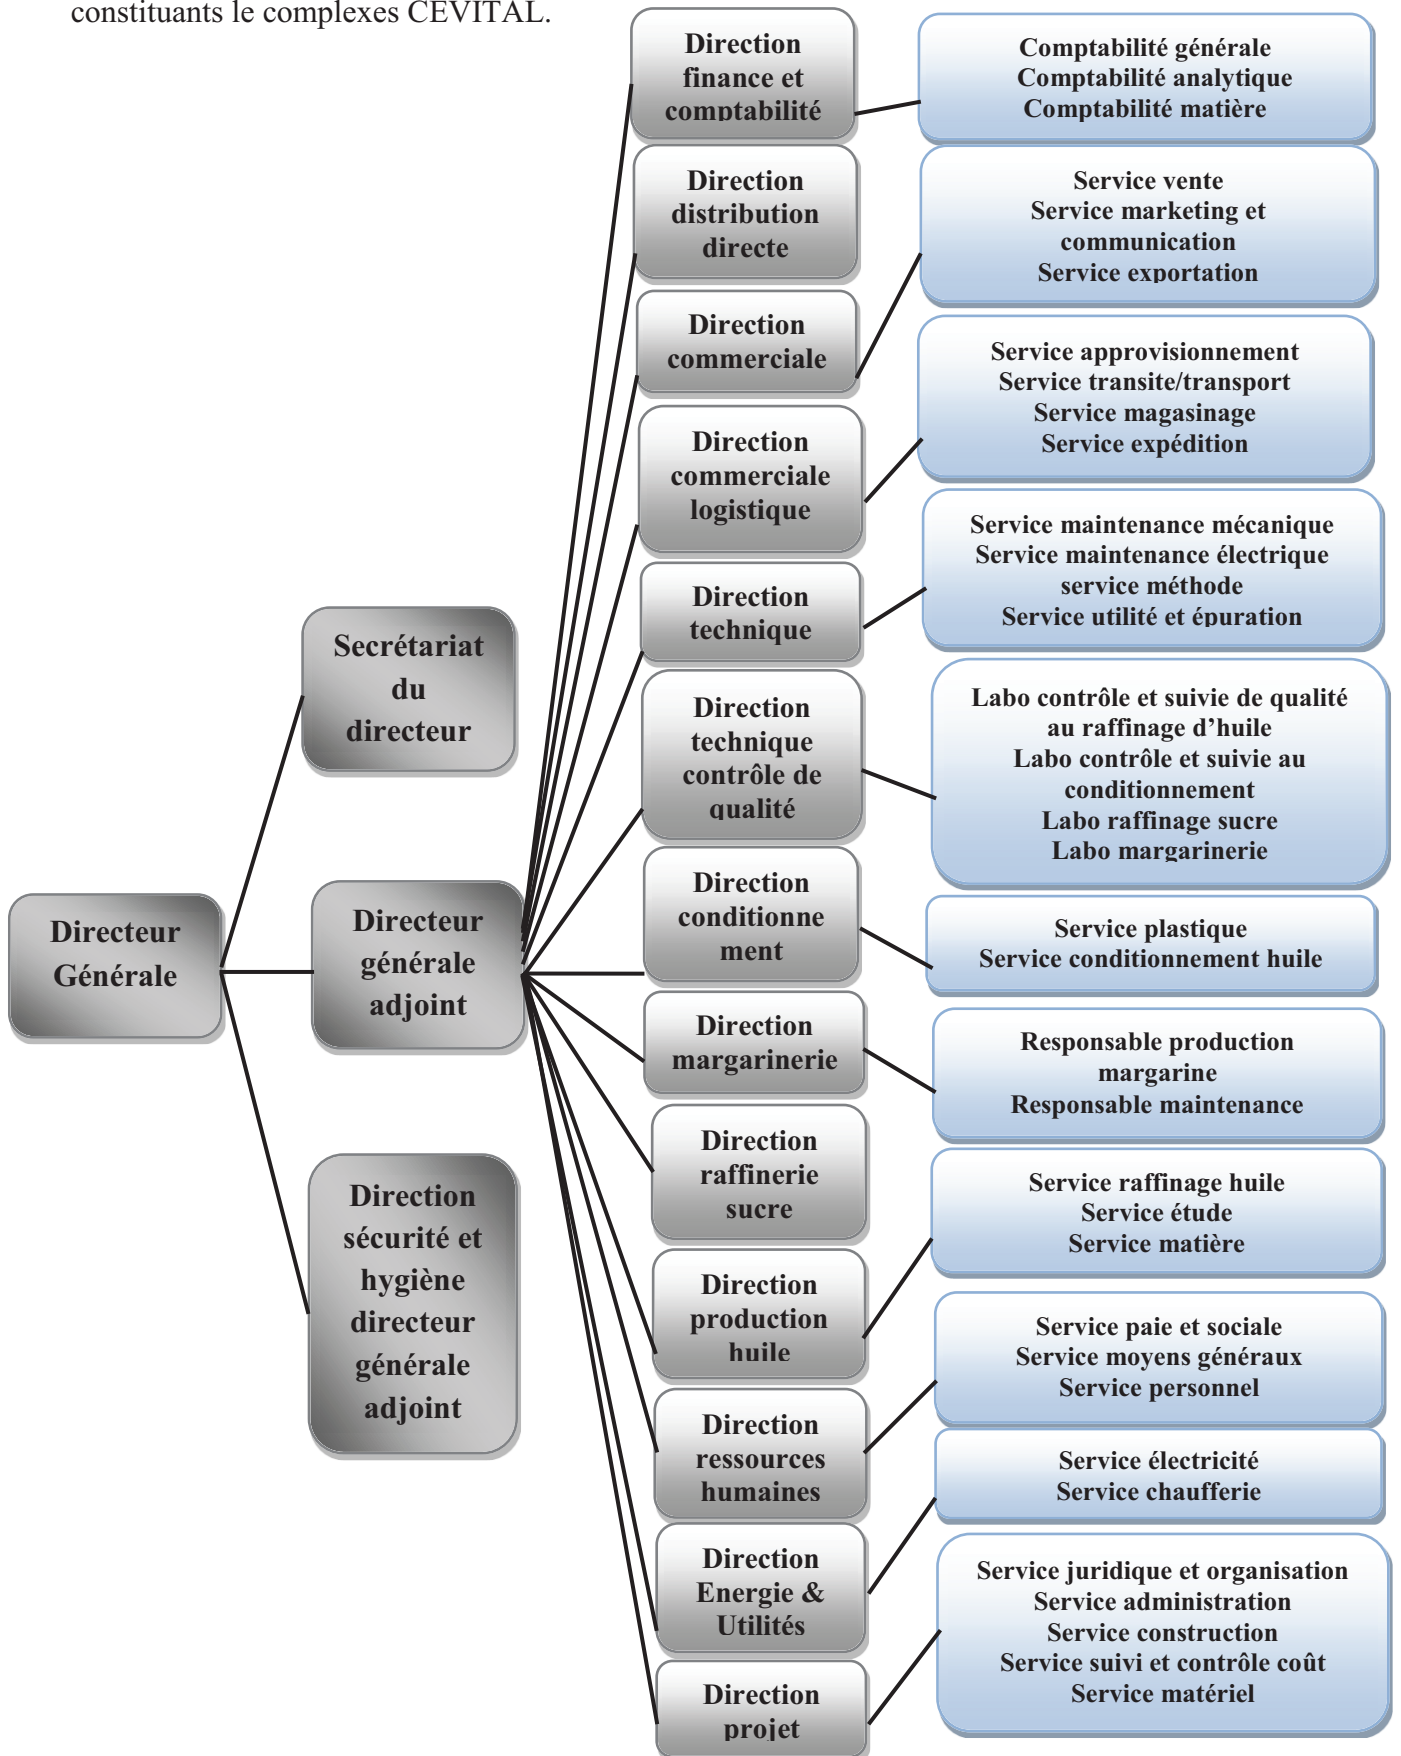 constituants le complexes CEVITAL.
Directeur
Générale
Secrétariat
du
directeur
Directeur
générale
adjoint
Direction
sécurité et
hygiène
directeur
générale
adjoint
Direction
finance et
comptabilité
Comptabilité générale
Comptabilité analytique
Comptabilité matière
Direction
distribution
directe
Direction
commerciale
Service vente
Service marketing et
communication
Service exportation
Direction
commerciale
logistique
Service approvisionnement
Service transite/transport
Service magasinage
Service expédition
Direction
technique
Service maintenance mécanique
Service maintenance électrique
service méthode
Service utilité et épuration
Direction
technique
contrôle de
qualité
Labo contrôle et suivie de qualité
au raffinage d’huile
Labo contrôle et suivie au
conditionnement
Labo raffinage sucre
Labo margarinerie
Direction
conditionne
ment
Service plastique
Service conditionnement huile
Direction
margarinerie
Responsable production
margarine
Responsable maintenance
Direction
raffinerie
sucre
Direction
production
huile
Service raffinage huile
Service étude
Service matière
Direction
ressources
humaines
Service paie et sociale
Service moyens généraux
Service personnel
Direction
Energie &
Utilités
Service électricité
Service chaufferie
Direction
projet
Service juridique et organisation
Service administration
Service construction
Service suivi et contrôle coût
Service matériel